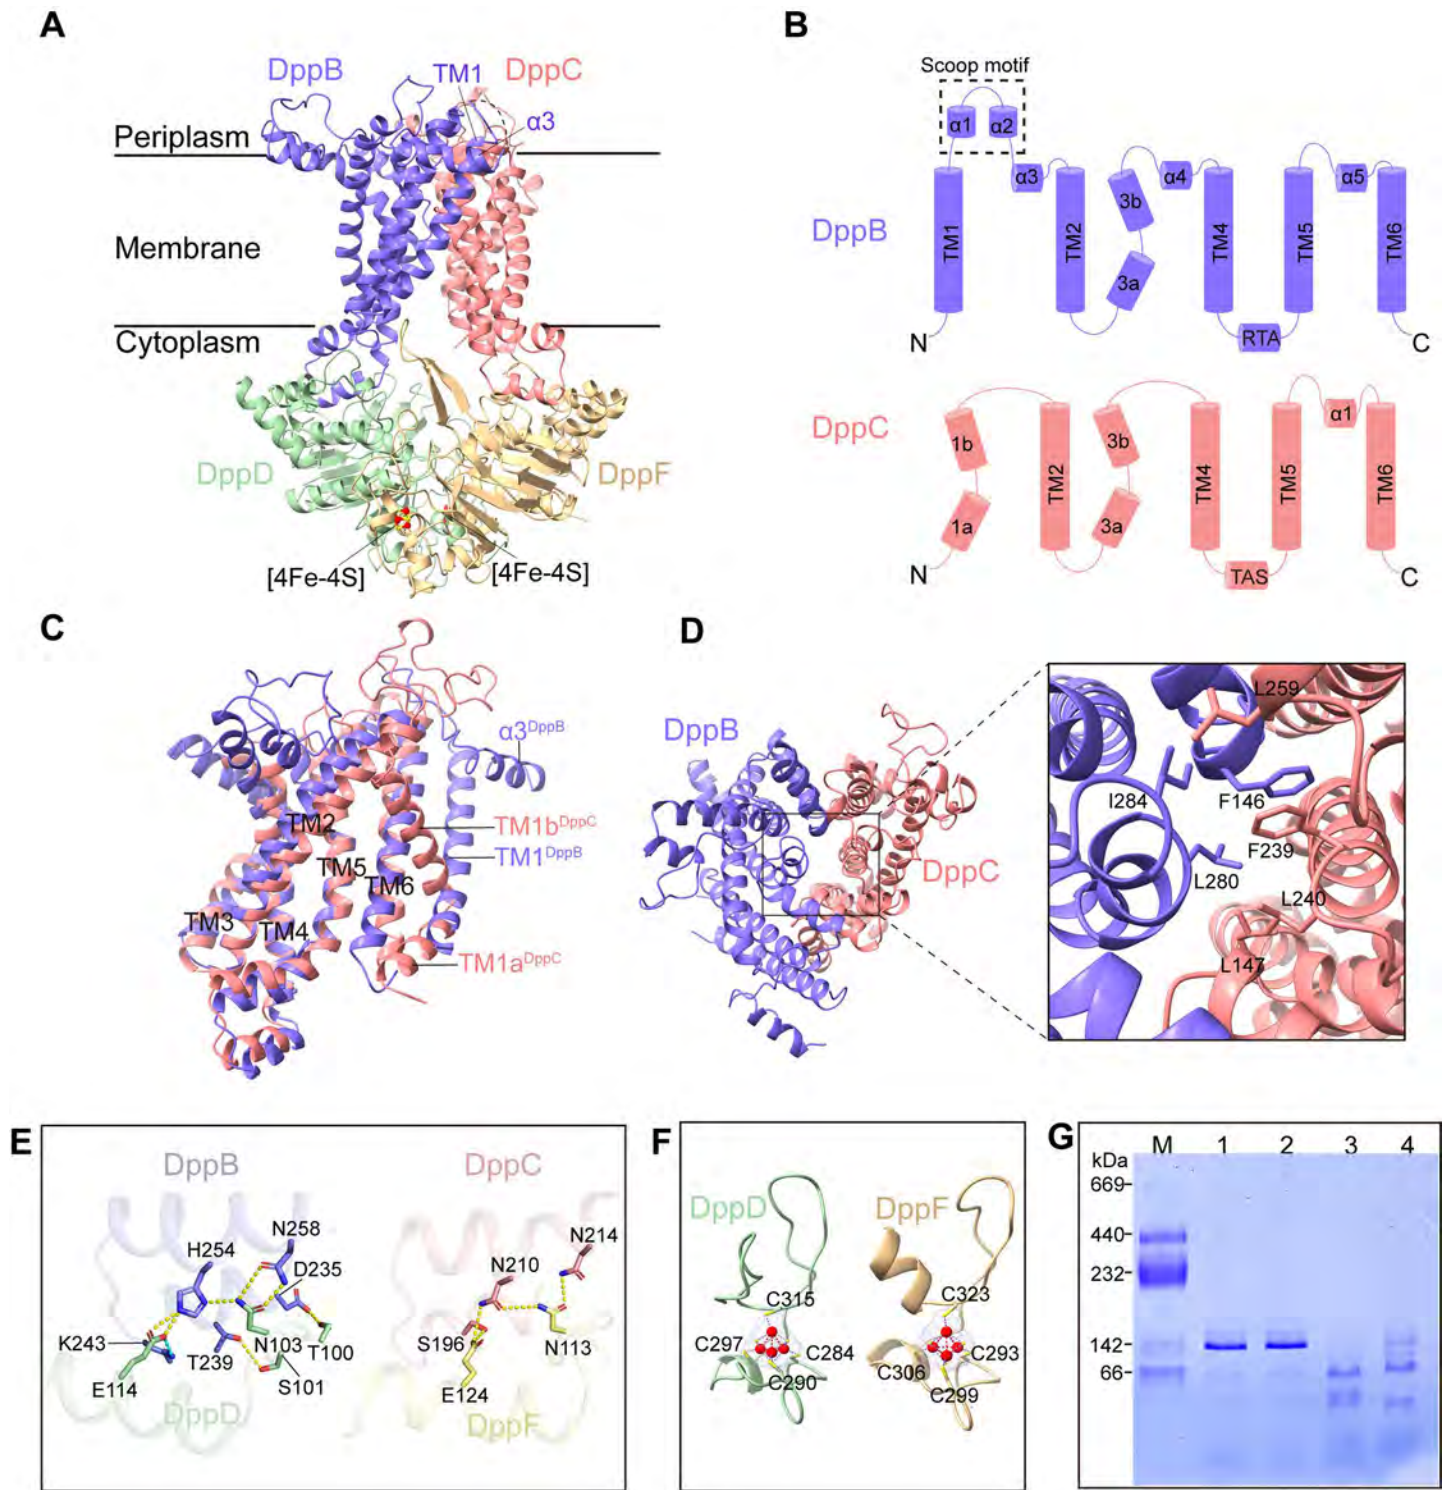 A
DppB
TM1
DppC
α3
Periplasm
Membrane
Cytoplasm
DppD
DppF
[4Fe-4S]
[4Fe-4S]
B
Scoop motif
α1
α2
α3
α4
α5
3b
DppB
TM1
TM2
3a
TM4
TM5
TM6
N
RTA
C
DppC
1b
3b
α1
1a
TM2
3a
TM4
TM5
TM6
N
TAS
C
C
α3DppB
TM2
TM1bDppC
TM5
TM1DppB
TM6
TM3
TM4
TM1aDppC
D
DppB
DppC
L259
I284
F146
F239
L280
L240
L147
E
DppB
DppC
N258
H254
D235
K243
N103
T239
T100
E114
S101
DppD
N214
N210
S196
N113
E124
DppF
F
DppD
DppF
C315
C323
C297
C284
C290
C306
C293
C299
G
M 1 2 3 4
kDa
669
440
232
142
66